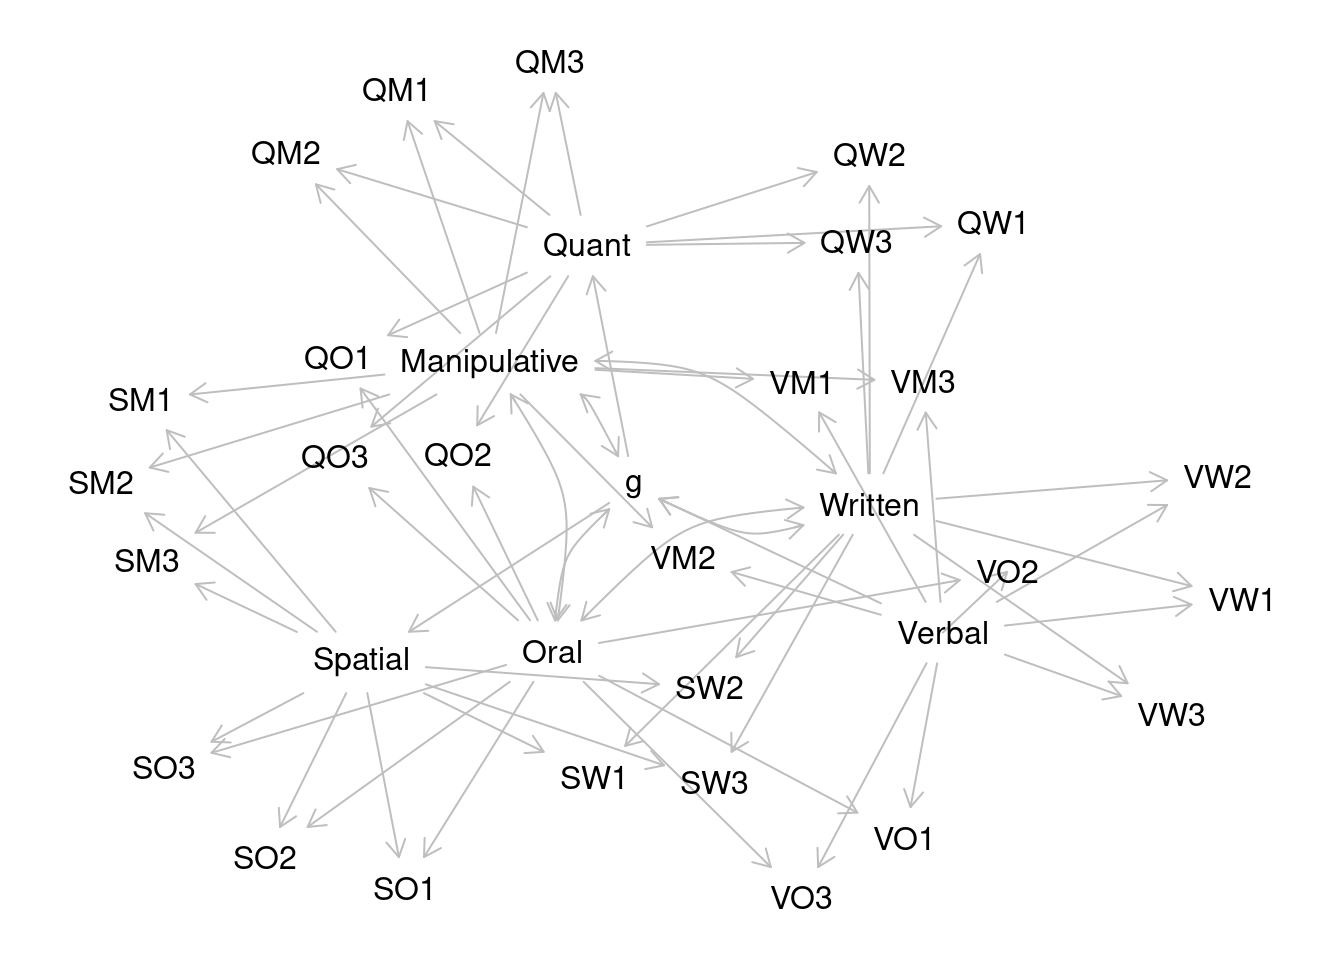 QM3
QM1
QM2
QW2
QW1
QW3
Quant
QO1
Manipulative
VM1
VM3
SM1
QO3
QO2
SM2
g
VW2
Written
SM3
VM2
VO2
VW1
Verbal
Spatial
Oral
SW2
VW3
SO3
SW1
SW3
VO1
SO2
SO1
VO3